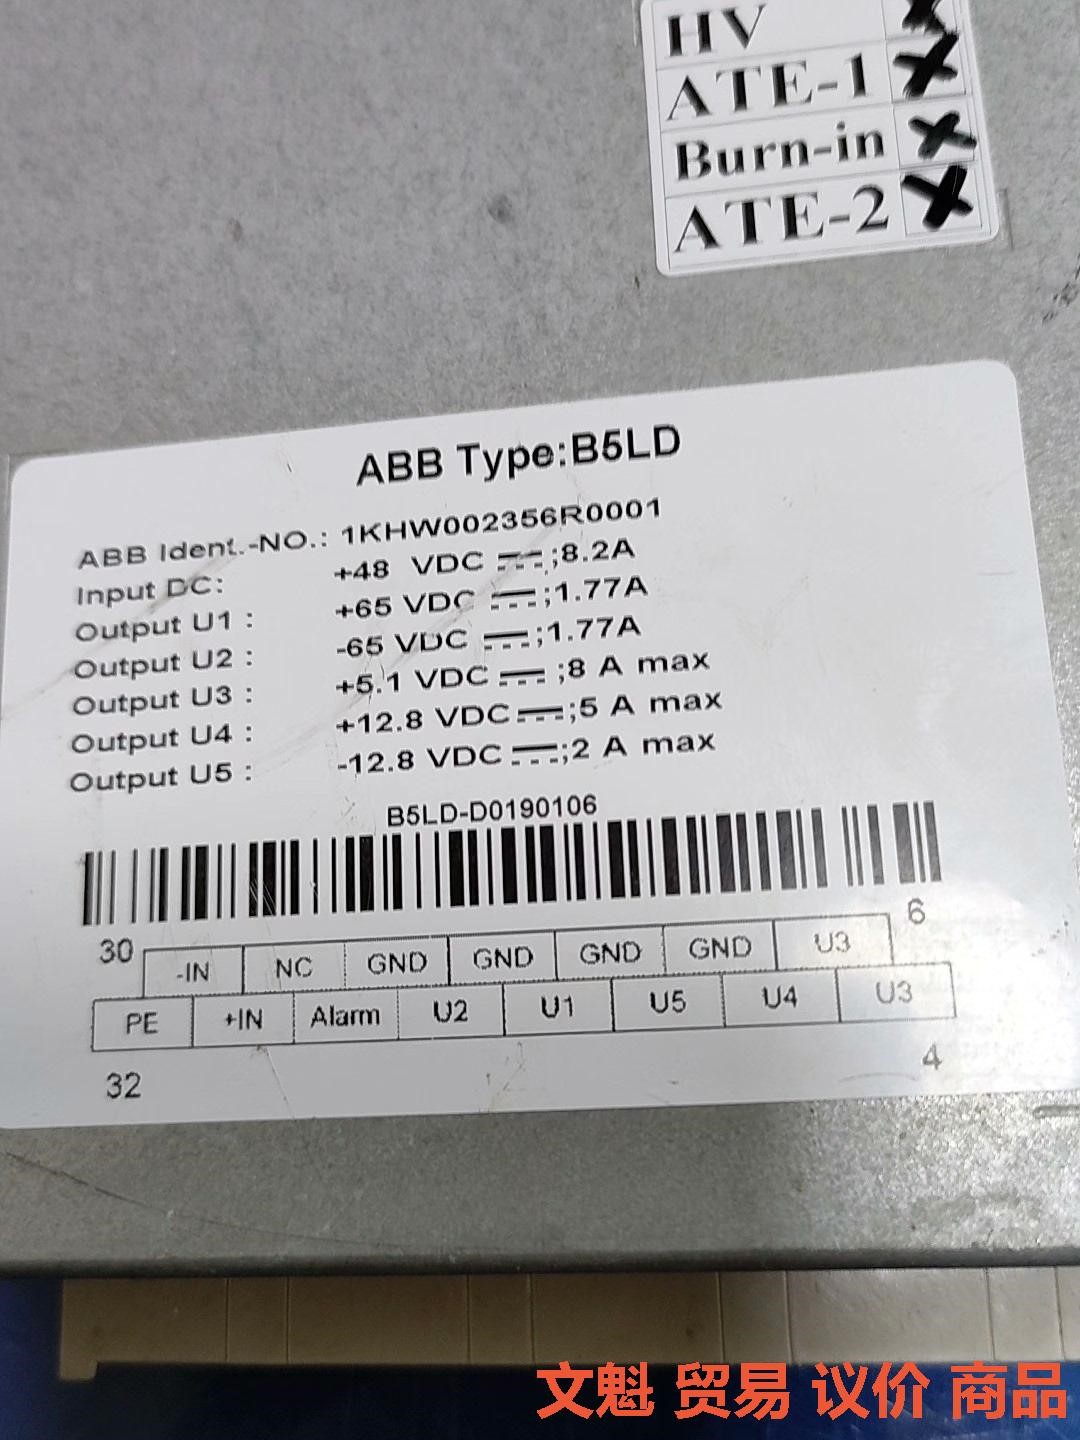 HV
ATE-1
Burn-in
ATE-2
ABB Type:B5LD
ABB Ident.-NO.: 1KHW002356R0001
Input DC: +48 VDC ;8.2A
Output U1 : +65 VDC ;1.77A
Output U2 : -65 VDC ;1.77A
Output U3 : +5.1 VDC ;8 A max
Output U4 : +12.8 VDC ;5 A max
Output U5 : -12.8 VDC ;2 A max
B5LD-D0190106
30 6
-IN NC GND GND GND GND U3
PE +IN Alarm U2 U1 U5 U4 U3
32 4
文魁 贸易 议价 商品